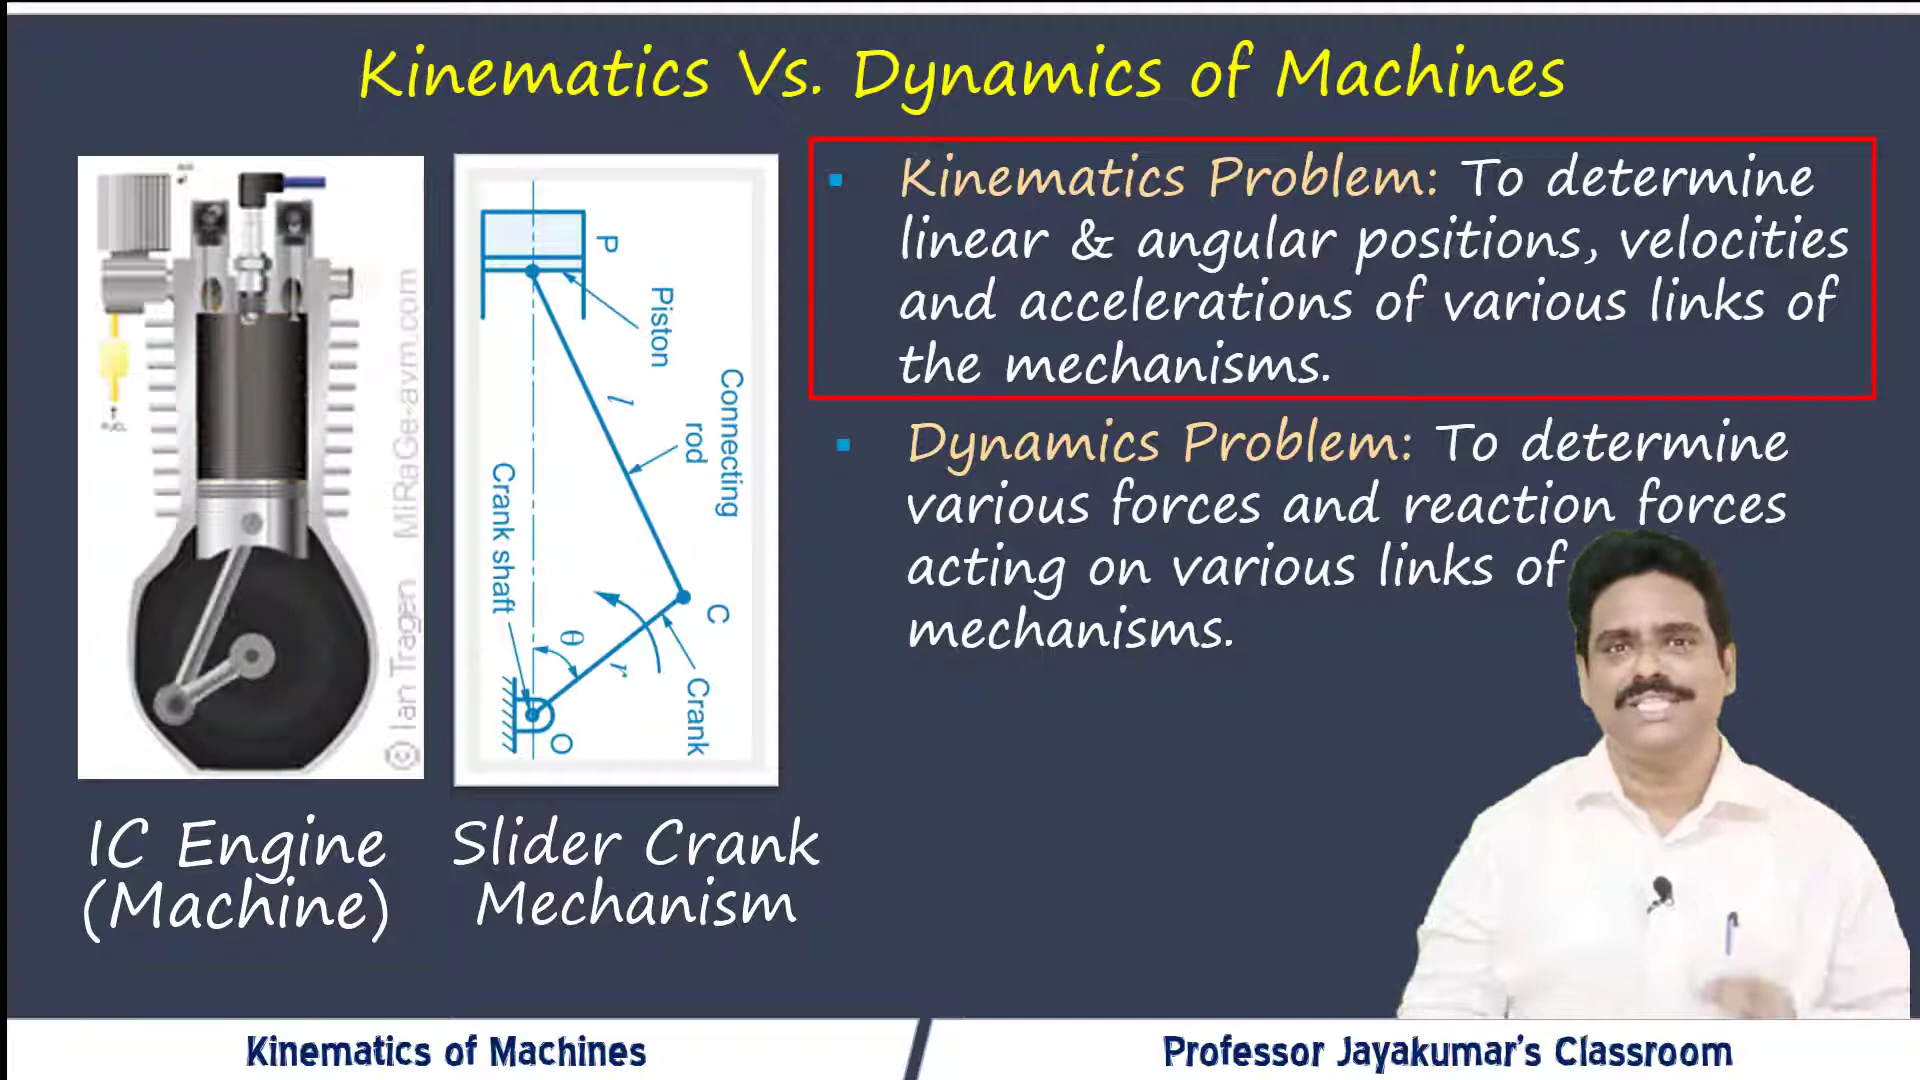 Kinematics Vs. Dynamics of Machines
MiRaGe-avm.com
© Ian Tragen
P
Piston
l
Connecting
rod
Crank shaft
C
θ
r
Crank
O
IC Engine
(Machine)
Slider Crank
Mechanism
▪ Kinematics Problem: To determine
linear & angular positions, velocities
and accelerations of various links of
the mechanisms.
▪ Dynamics Problem: To determine
various forces and reaction forces
acting on various links of
mechanisms.
Kinematics of Machines
Professor Jayakumar's Classroom